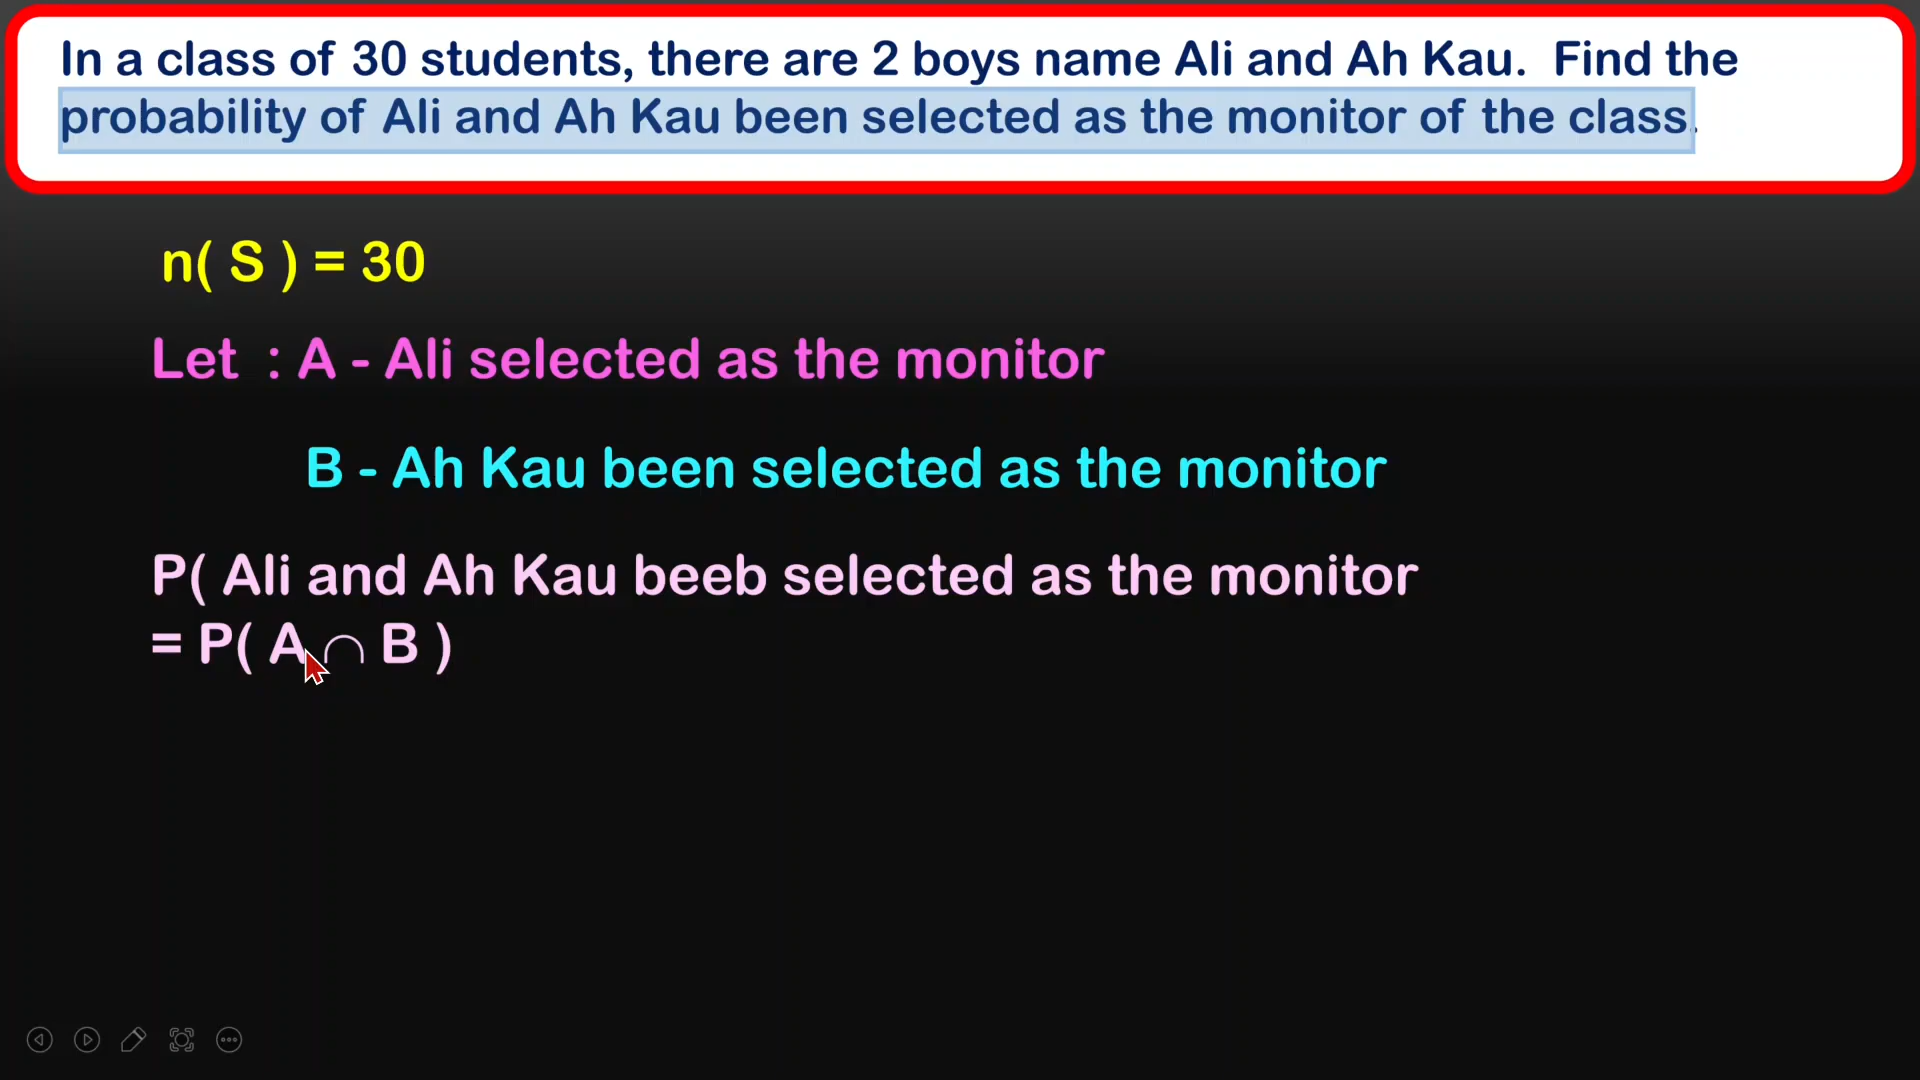 In a class of 30 students, there are 2 boys name Ali and Ah Kau.  Find the
probability of Ali and Ah Kau been selected as the monitor of the class.
n( S ) = 30
Let  : A - Ali selected as the monitor
B - Ah Kau been selected as the monitor
P( Ali and Ah Kau beeb selected as the monitor
= P( A ∩ B )